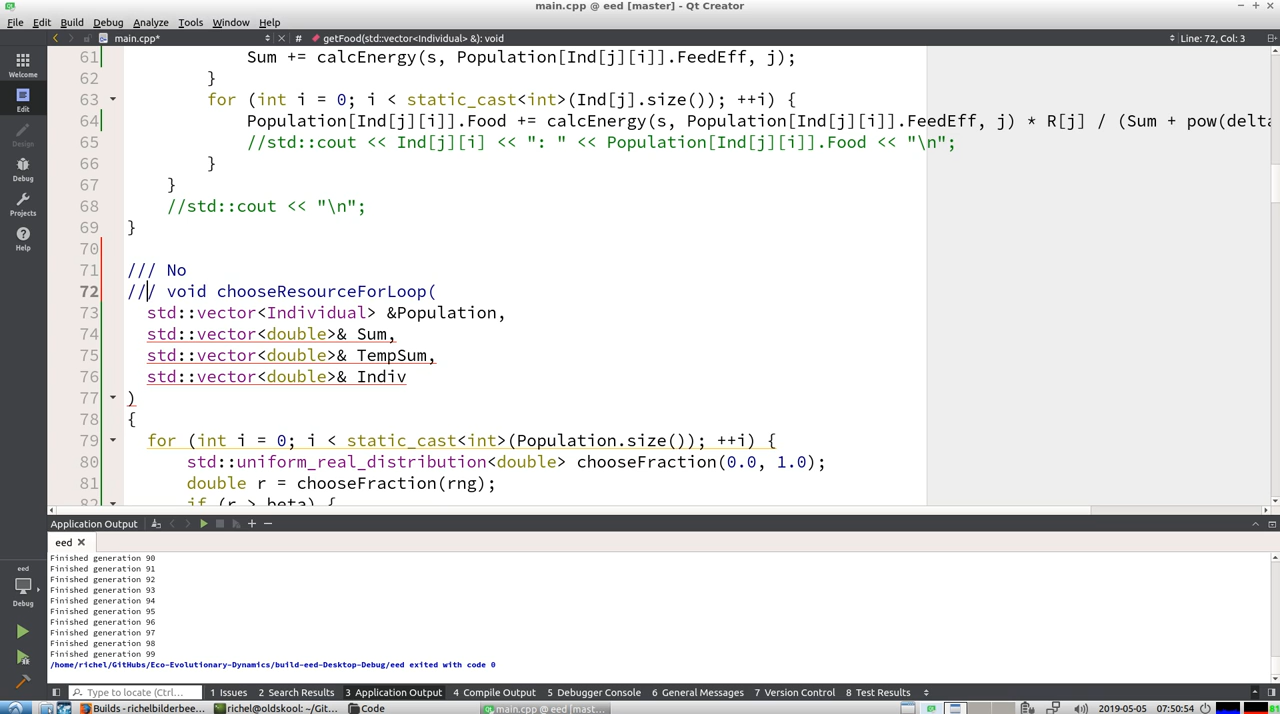 main.cpp @ eed [master] - Qt Creator
File Edit Build Debug Analyze Tools Window Help
main.cpp* # getFood(std::vector<Individual> &): void Line: 72, Col: 3
Welcome
Edit
Design
Debug
Projects
Help
61 Sum += calcEnergy(s, Population[Ind[j][i]].FeedEff, j);
62 }
63 for (int i = 0; i < static_cast<int>(Ind[j].size()); ++i) {
64 Population[Ind[j][i]].Food += calcEnergy(s, Population[Ind[j][i]].FeedEff, j) * R[j] / (Sum + pow(delta
65 //std::cout << Ind[j][i] << ": " << Population[Ind[j][i]].Food << "\n";
66 }
67 }
68 //std::cout << "\n";
69 }
70
71 /// No
72 /// void chooseResourceForLoop(
73 std::vector<Individual> &Population,
74 std::vector<double>& Sum,
75 std::vector<double>& TempSum,
76 std::vector<double>& Indiv
77 )
78 {
79 for (int i = 0; i < static_cast<int>(Population.size()); ++i) {
80 std::uniform_real_distribution<double> chooseFraction(0.0, 1.0);
81 double r = chooseFraction(rng);
82 if (r > beta) {
Application Output
eed
Finished generation 90
Finished generation 91
Finished generation 92
Finished generation 93
Finished generation 94
Finished generation 95
Finished generation 96
Finished generation 97
Finished generation 98
Finished generation 99
/home/richel/GitHubs/Eco-Evolutionary-Dynamics/build-eed-Desktop-Debug/eed exited with code 0
eed
Debug
Type to locate (Ctrl... 1 Issues 2 Search Results 3 Application Output 4 Compile Output 5 Debugger Console 6 General Messages 7 Version Control 8 Test Results
Builds - richelbilderbee... richel@oldskool: ~/Git... Code main.cpp @ eed [mast... 2019-05-05 07:50:54